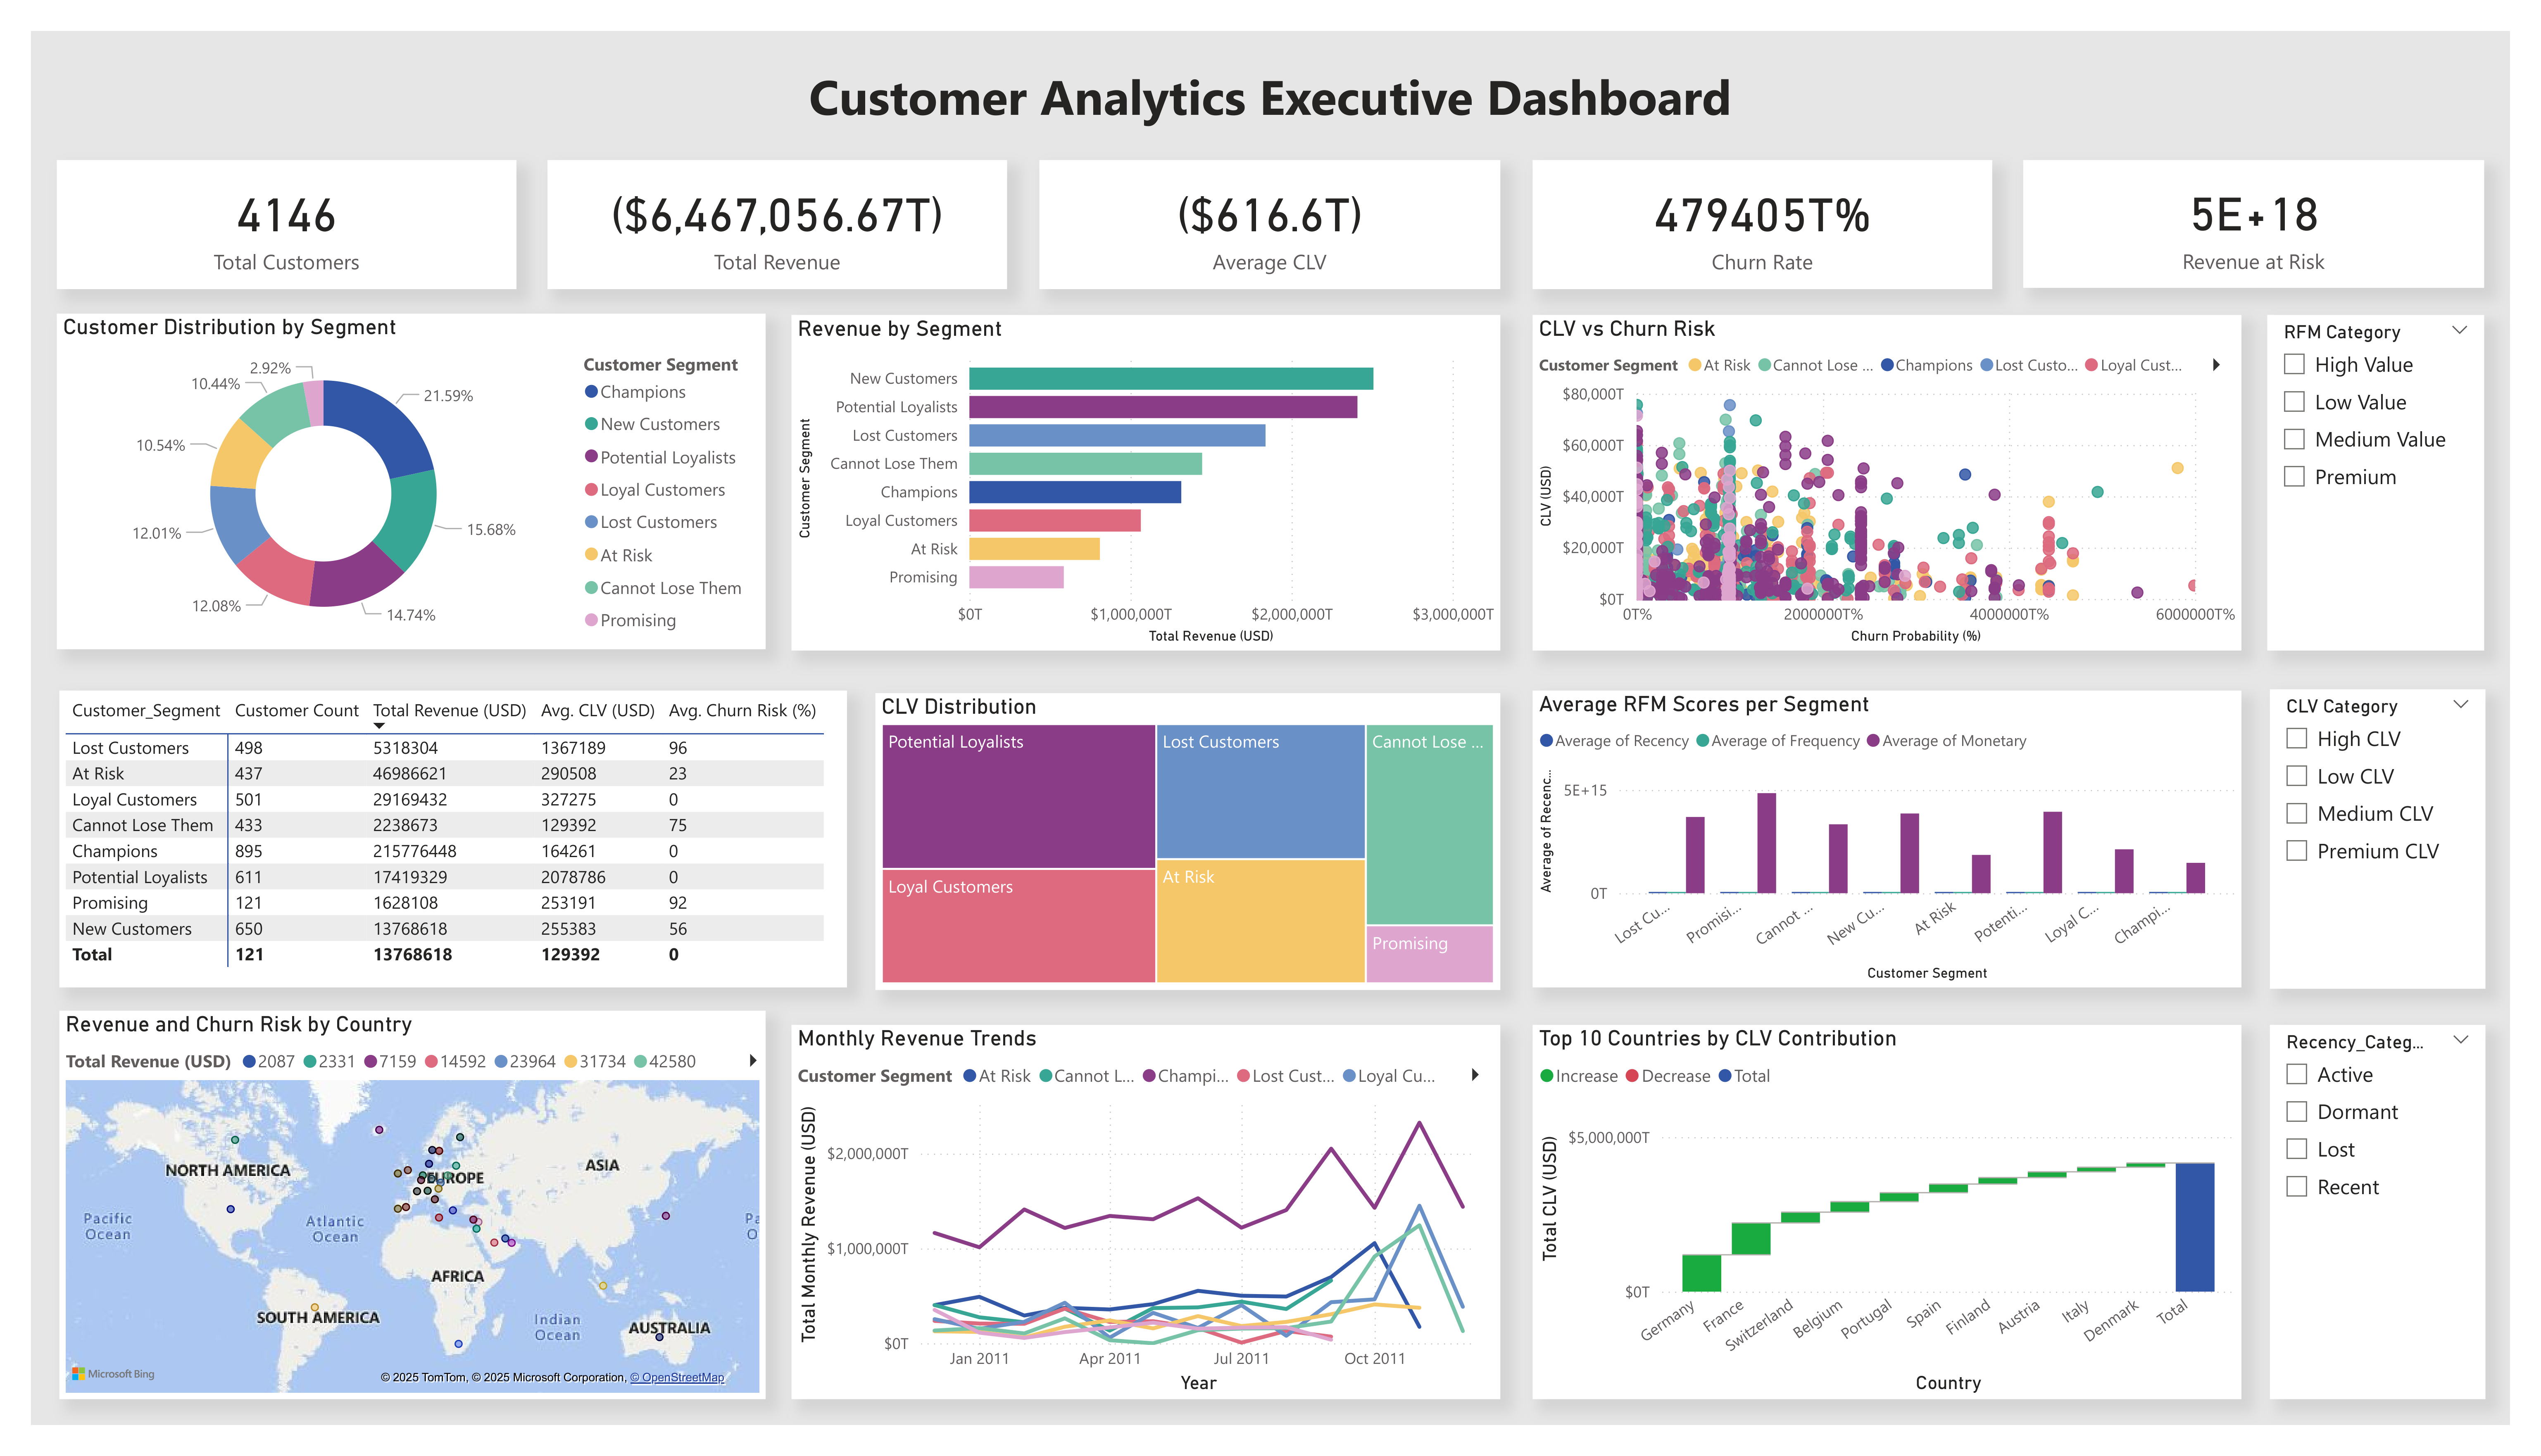 Customer Analytics Executive Dashboard
4146
Total Customers
($6,467,056.67T)
Total Revenue
($616.6T)
Average CLV
479405T%
Churn Rate
5E+18
Revenue at Risk
Customer Distribution by Segment
2.92%
10.44%
21.59%
10.54%
12.01%
15.68%
12.08%
14.74%
Customer Segment
Champions
New Customers
Potential Loyalists
Loyal Customers
Lost Customers
At Risk
Cannot Lose Them
Promising
Revenue by Segment
Customer Segment
New Customers
Potential Loyalists
Lost Customers
Cannot Lose Them
Champions
Loyal Customers
At Risk
Promising
$0T $1,000,000T $2,000,000T $3,000,000T
Total Revenue (USD)
CLV vs Churn Risk
Customer Segment At Risk Cannot Lose ... Champions Lost Custo... Loyal Cust...
CLV (USD)
$80,000T
$60,000T
$40,000T
$20,000T
$0T
0T% 2000000T% 4000000T% 6000000T%
Churn Probability (%)
RFM Category
High Value
Low Value
Medium Value
Premium
Customer_Segment Customer Count Total Revenue (USD) Avg. CLV (USD) Avg. Churn Risk (%)
Lost Customers 498 5318304 1367189 96
At Risk 437 46986621 290508 23
Loyal Customers 501 29169432 327275 0
Cannot Lose Them 433 2238673 129392 75
Champions 895 215776448 164261 0
Potential Loyalists 611 17419329 2078786 0
Promising 121 1628108 253191 92
New Customers 650 13768618 255383 56
Total 121 13768618 129392 0
CLV Distribution
Potential Loyalists
Lost Customers
Cannot Lose ...
Loyal Customers
At Risk
Promising
Average RFM Scores per Segment
Average of Recency Average of Frequency Average of Monetary
Average of Recenc...
5E+15
0T
Lost Cu... Promisi... Cannot ... New Cu... At Risk Potenti... Loyal C... Champi...
Customer Segment
CLV Category
High CLV
Low CLV
Medium CLV
Premium CLV
Revenue and Churn Risk by Country
Total Revenue (USD) 2087 2331 7159 14592 23964 31734 42580
NORTH AMERICA
EUROPE
ASIA
Pacific
Ocean
Atlantic
Ocean
Pa
O
AFRICA
SOUTH AMERICA
Indian
Ocean
AUSTRALIA
Microsoft Bing
© 2025 TomTom, © 2025 Microsoft Corporation, © OpenStreetMap
Monthly Revenue Trends
Customer Segment At Risk Cannot L... Champi... Lost Cust... Loyal Cu...
Total Monthly Revenue (USD)
$2,000,000T
$1,000,000T
$0T
Jan 2011 Apr 2011 Jul 2011 Oct 2011
Year
Top 10 Countries by CLV Contribution
Increase Decrease Total
Total CLV (USD)
$5,000,000T
$0T
Germany France Switzerland Belgium Portugal Spain Finland Austria Italy Denmark Total
Country
Recency_Categ...
Active
Dormant
Lost
Recent